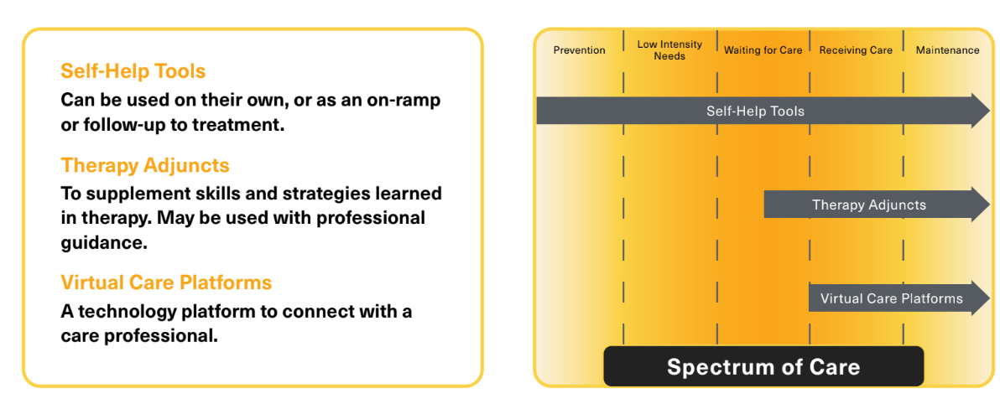 Self-Help Tools
Can be used on their own, or as an on-ramp
or follow-up to treatment.
Therapy Adjuncts
To supplement skills and strategies learned
in therapy. May be used with professional
guidance.
Virtual Care Platforms
A technology platform to connect with a
care professional.
Prevention
Low Intensity
Needs
Waiting for Care
Receiving Care
Maintenance
Self-Help Tools
Therapy Adjuncts
Virtual Care Platforms
Spectrum of Care